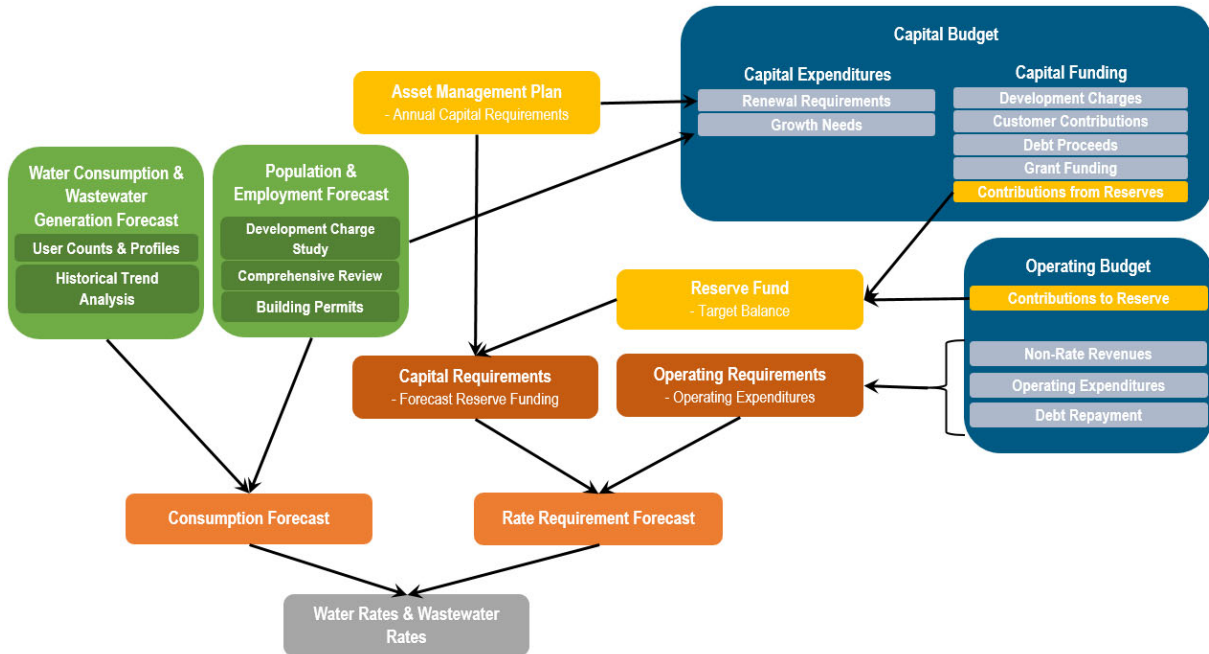 Capital Budget
Capital Expenditures
Renewal Requirements
Growth Needs
Capital Funding
Development Charges
Customer Contributions
Debt Proceeds
Grant Funding
Contributions from Reserves
Asset Management Plan
- Annual Capital Requirements
Water Consumption &
Wastewater
Generation Forecast
User Counts & Profiles
Historical Trend
Analysis
Population &
Employment Forecast
Development Charge
Study
Comprehensive Review
Building Permits
Reserve Fund
- Target Balance
Operating Budget
Contributions to Reserve
Non-Rate Revenues
Operating Expenditures
Debt Repayment
Capital Requirements
- Forecast Reserve Funding
Operating Requirements
- Operating Expenditures
Consumption Forecast
Rate Requirement Forecast
Water Rates & Wastewater
Rates